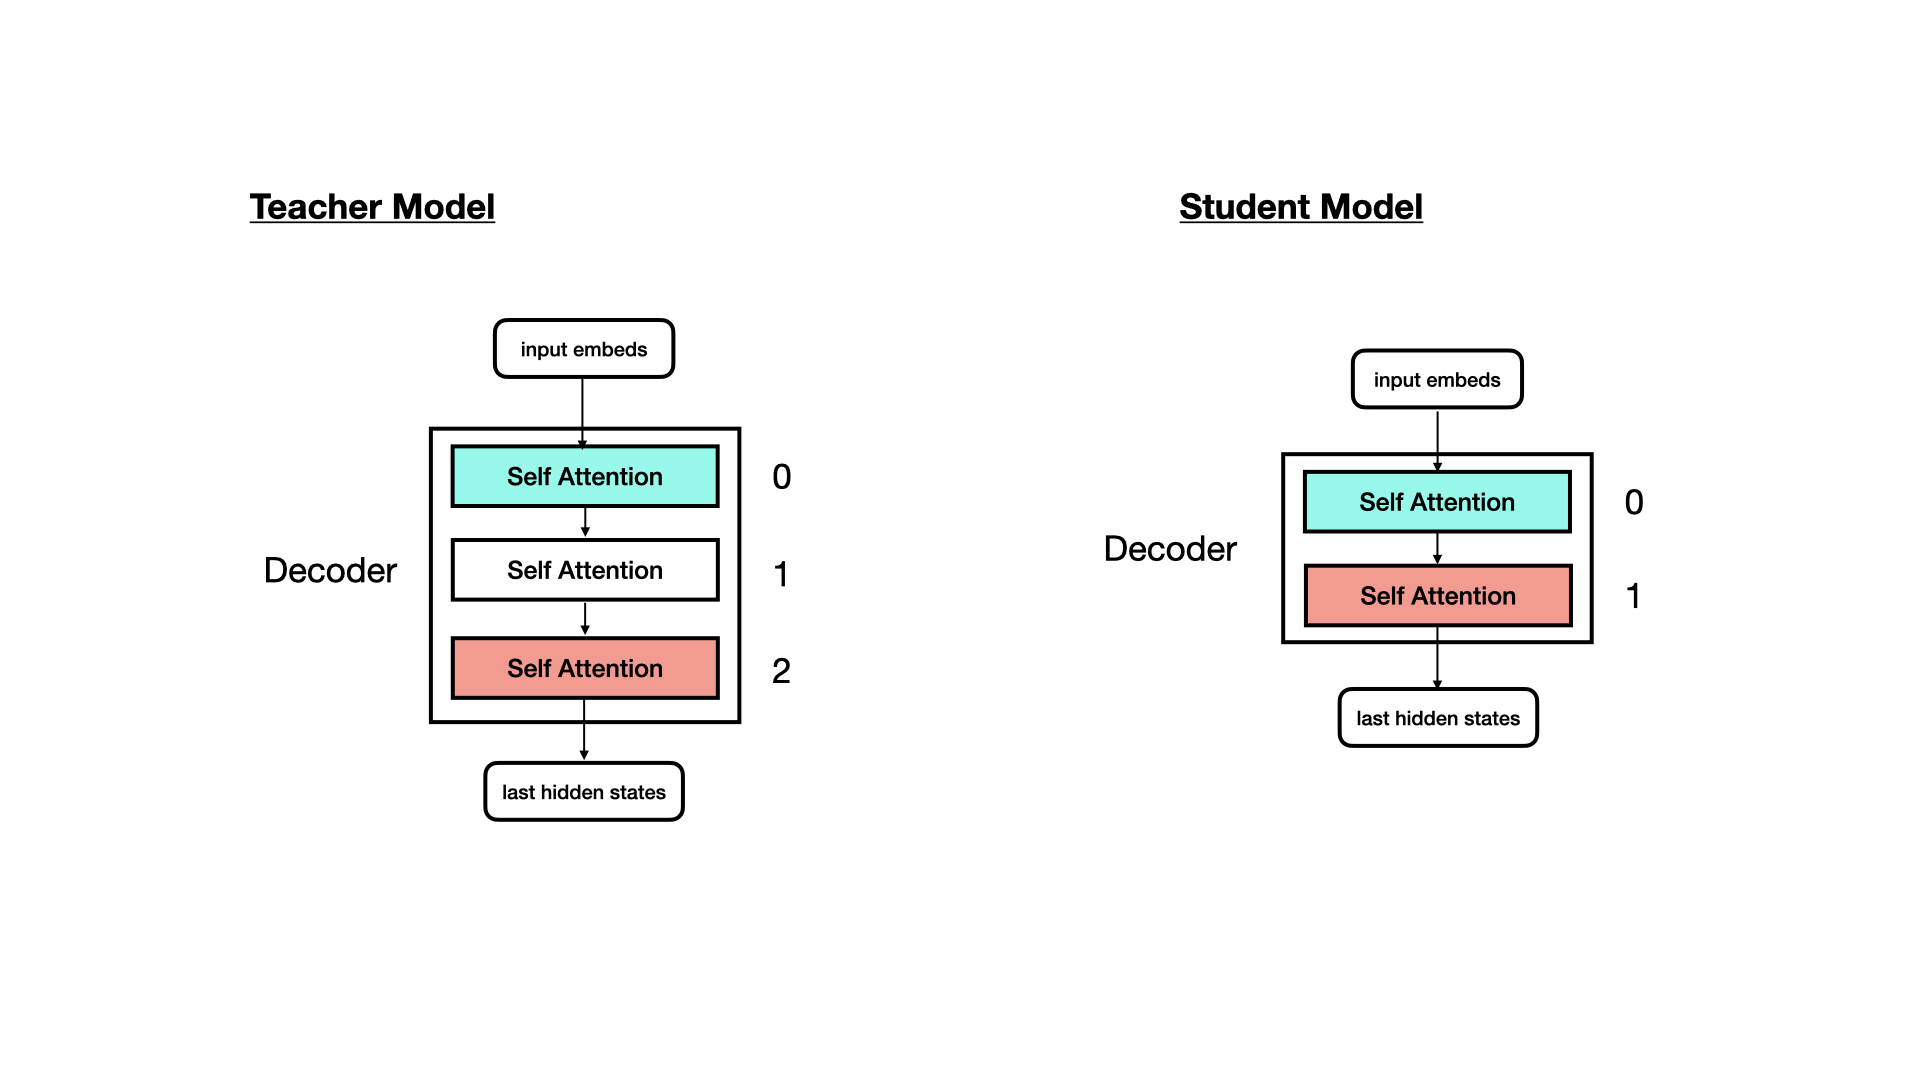 Teacher Model
input embeds
Self Attention
0
Decoder
Self Attention
1
Self Attention
2
last hidden states
Student Model
input embeds
Self Attention
0
Decoder
Self Attention
1
last hidden states